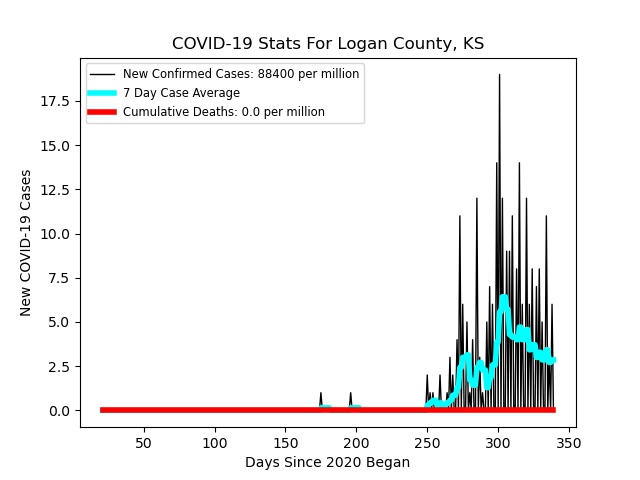 COVID-19 Stats For Logan County, KS
New Confirmed Cases: 88400 per million
7 Day Case Average
Cumulative Deaths: 0.0 per million
New COVID-19 Cases
17.5
15.0
12.5
10.0
7.5
5.0
2.5
0.0
50 100 150 200 250 300 350
Days Since 2020 Began